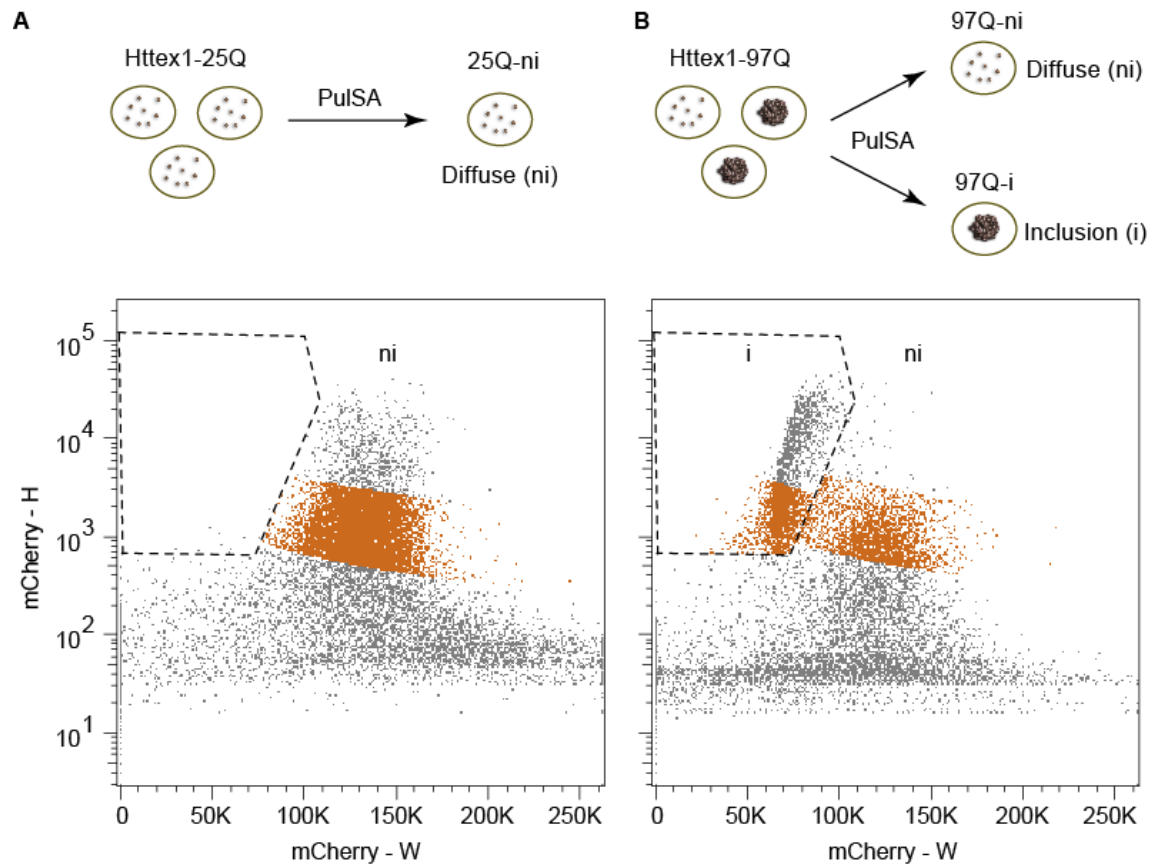 A
Httex1-25Q
25Q-ni
PulSA
Diffuse (ni)
B
Httex1-97Q
97Q-ni
Diffuse (ni)
PulSA
97Q-i
Inclusion (i)
ni
10^5
10^4
10^3
10^2
10^1
mCherry - H
0 50K 100K 150K 200K 250K
mCherry - W
i ni
0 50K 100K 150K 200K 250K
mCherry - W